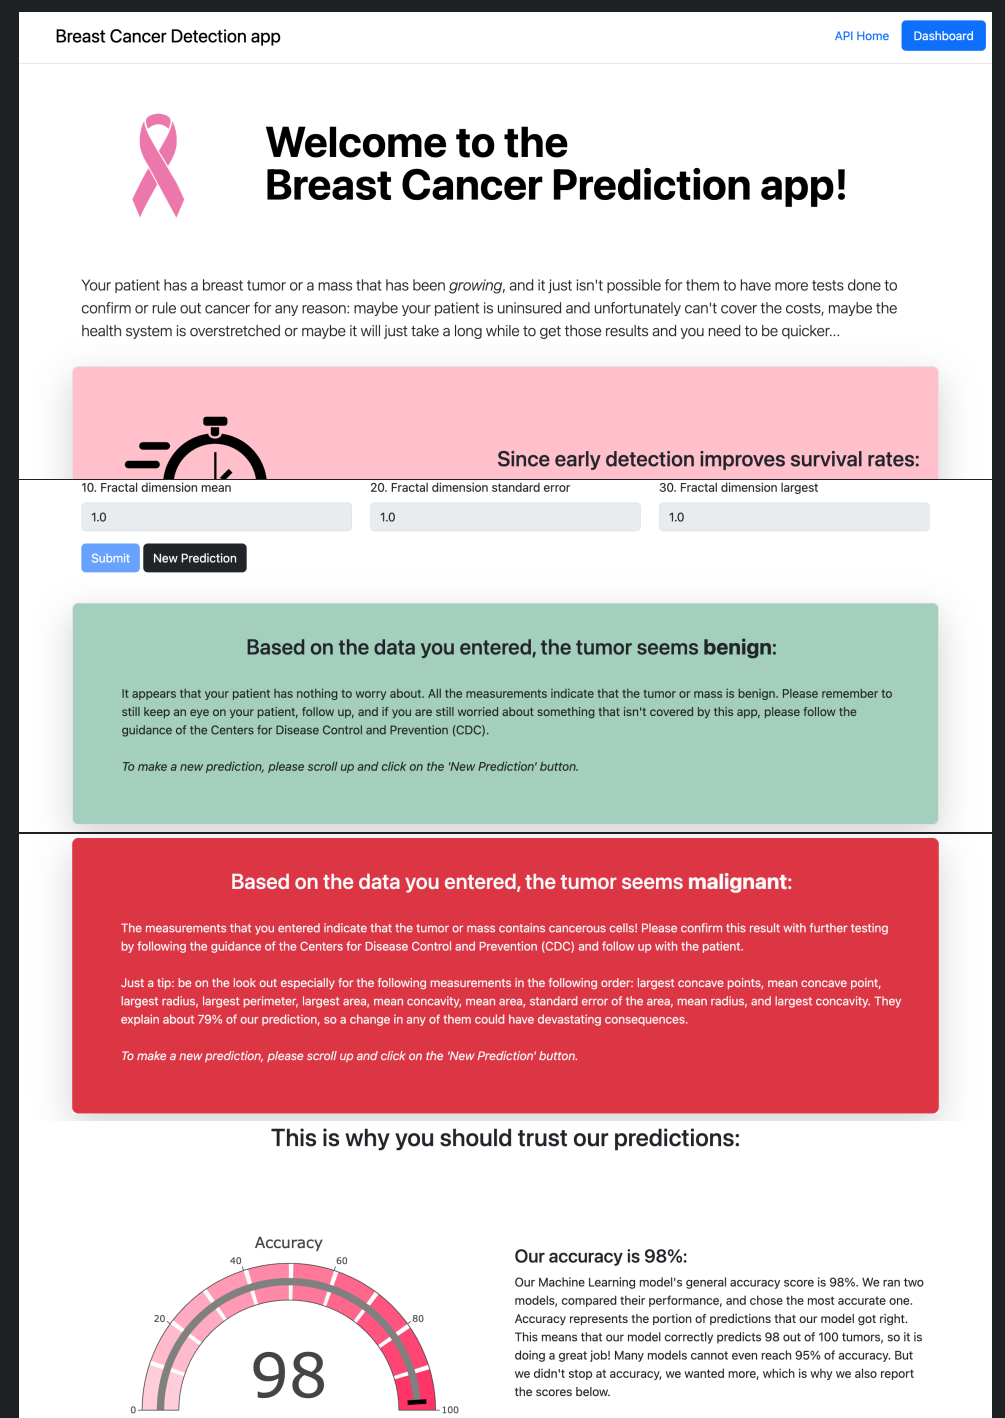 Breast Cancer Detection app
API Home
Dashboard
Welcome to the
Breast Cancer Prediction app!
Your patient has a breast tumor or a mass that has been growing, and it just isn't possible for them to have more tests done to
confirm or rule out cancer for any reason: maybe your patient is uninsured and unfortunately can't cover the costs, maybe the
health system is overstretched or maybe it will just take a long while to get those results and you need to be quicker...
Since early detection improves survival rates:
10. Fractal dimension mean
20. Fractal dimension standard error
30. Fractal dimension largest
1.0
1.0
1.0
Submit
New Prediction
Based on the data you entered, the tumor seems benign:
It appears that your patient has nothing to worry about. All the measurements indicate that the tumor or mass is benign. Please remember to
still keep an eye on your patient, follow up, and if you are still worried about something that isn't covered by this app, please follow the
guidance of the Centers for Disease Control and Prevention (CDC).
To make a new prediction, please scroll up and click on the 'New Prediction' button.
Based on the data you entered, the tumor seems malignant:
The measurements that you entered indicate that the tumor or mass contains cancerous cells! Please confirm this result with further testing
by following the guidance of the Centers for Disease Control and Prevention (CDC) and follow up with the patient.
Just a tip: be on the look out especially for the following measurements in the following order: largest concave points, mean concave point,
largest radius, largest perimeter, largest area, mean concavity, mean area, standard error of the area, mean radius, and largest concavity. They
explain about 79% of our prediction, so a change in any of them could have devastating consequences.
To make a new prediction, please scroll up and click on the 'New Prediction' button.
This is why you should trust our predictions:
Accuracy
0
20
40
60
80
100
98
Our accuracy is 98%:
Our Machine Learning model's general accuracy score is 98%. We ran two
models, compared their performance, and chose the most accurate one.
Accuracy represents the portion of predictions that our model got right.
This means that our model correctly predicts 98 out of 100 tumors, so it is
doing a great job! Many models cannot even reach 95% of accuracy. But
we didn't stop at accuracy, we wanted more, which is why we also report
the scores below.